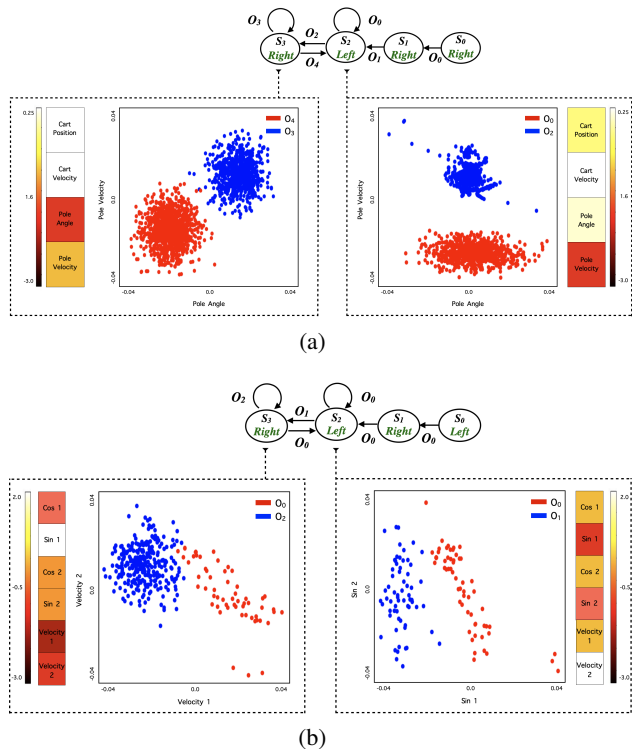 O3 O0
S3 O2 S2 S1 S0
Right O4 Left O1 Right O0 Right
0.25
1.6
-3.0
Cart
Position
Cart
Velocity
Pole
Angle
Pole
Velocity
0.04
0.0
-0.04
Pole Velocity
O4
O3
-0.04 0.0 0.04
Pole Angle
0.04
0.0
-0.04
Pole Velocity
O0
O2
-0.04 0.0 0.04
Pole Angle
Cart
Position
Cart
Velocity
Pole
Angle
Pole
Velocity
0.25
1.6
-3.0
(a)
O2 O0
S3 O1 S2 S1 S0
Right O0 Left O0 Right O0 Left
2.0
-0.5
-3.0
Cos 1
Sin 1
Cos 2
Sin 2
Velocity
1
Velocity
2
0.04
0.0
-0.04
Velocity 2
O0
O2
-0.04 0.0 0.04
Velocity 1
0.04
0.0
-0.04
Sin 2
O0
O1
-0.04 0.0 0.04
Sin 1
Cos 1
Sin 1
Cos 2
Sin 2
Velocity
1
Velocity
2
2.0
-0.5
-3.0
(b)